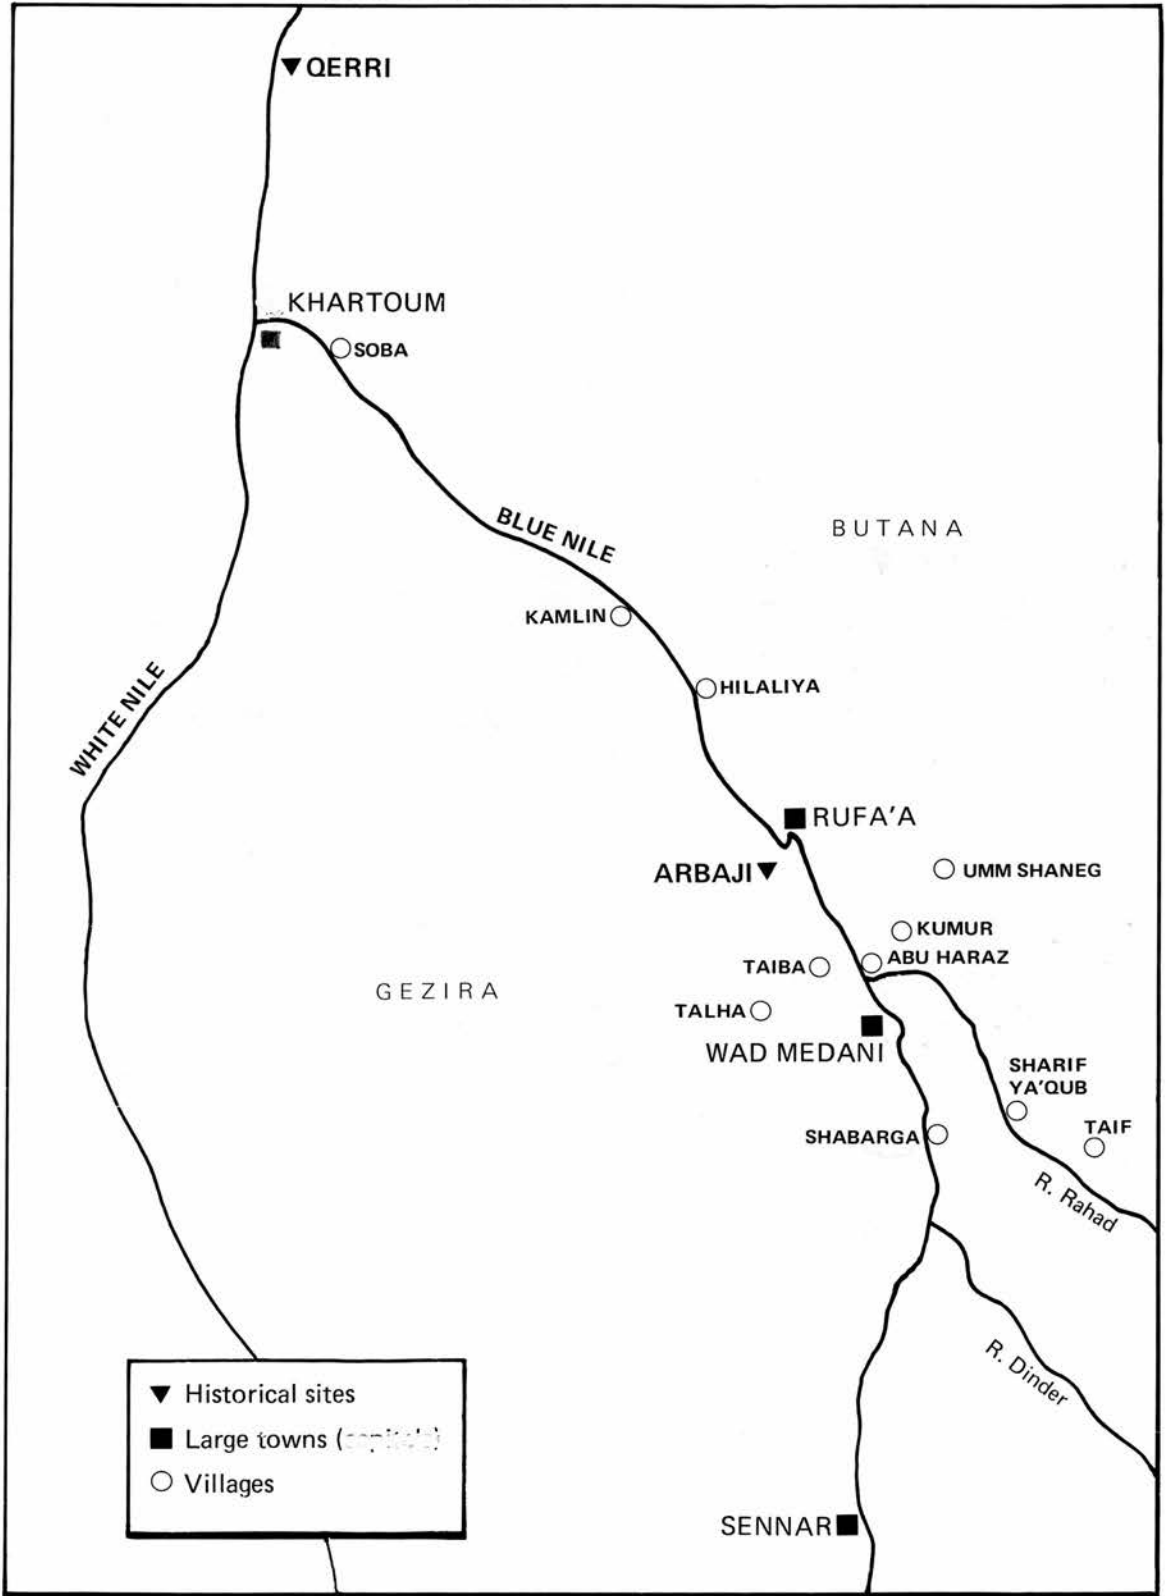 QERRI
KHARTOUM
SOBA
BLUE NILE
BUTANA
KAMLIN
WHITE NILE
HILALIYA
RUFA'A
ARBAJI
UMM SHANEG
KUMUR
ABU HARAZ
TAIBA
GEZIRA
TALHA
WAD MEDANI
SHARIF
YA'QUB
TAIF
SHABARGA
R. Rahad
R. Dinder
Historical sites
Large towns
Villages
SENNAR